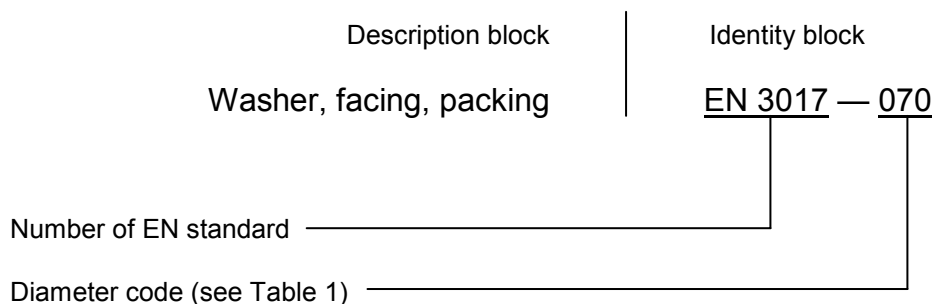 Description block Identity block
Washer, facing, packing EN 3017 — 070
Number of EN standard
Diameter code (see Table 1)